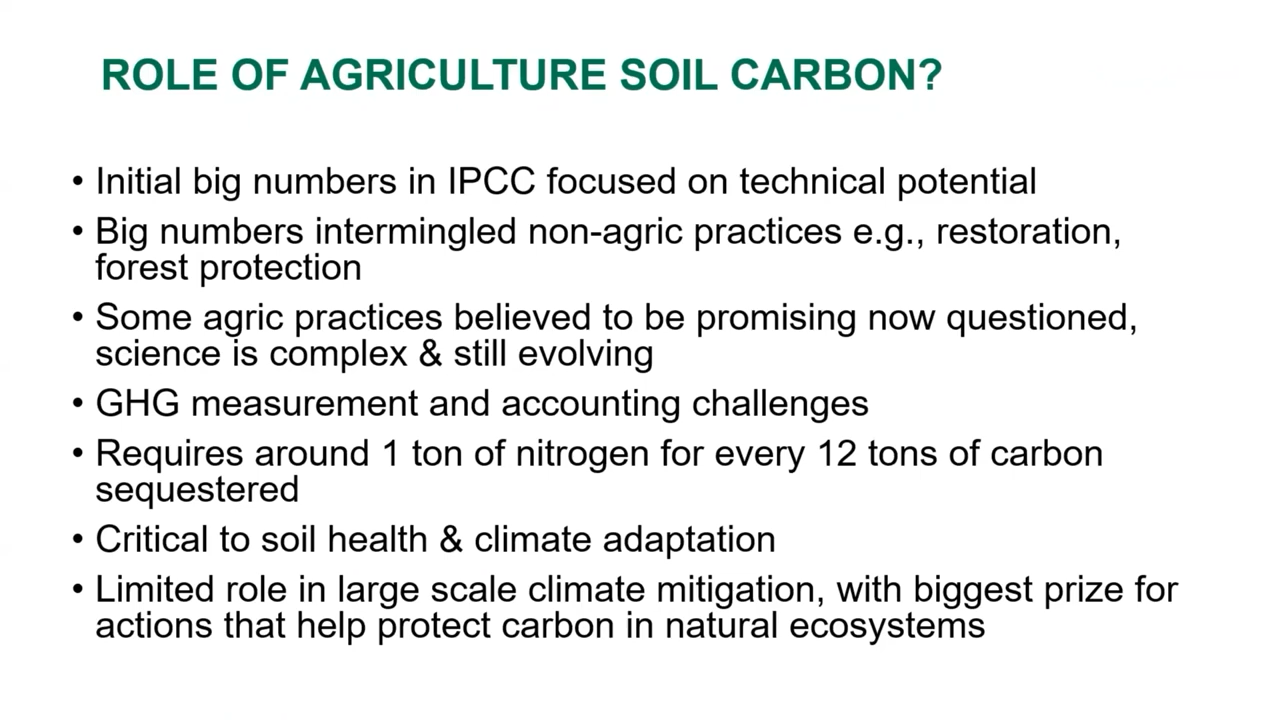 ROLE OF AGRICULTURE SOIL CARBON?
• Initial big numbers in IPCC focused on technical potential
• Big numbers intermingled non-agric practices e.g., restoration,
forest protection
• Some agric practices believed to be promising now questioned,
science is complex & still evolving
• GHG measurement and accounting challenges
• Requires around 1 ton of nitrogen for every 12 tons of carbon
sequestered
• Critical to soil health & climate adaptation
• Limited role in large scale climate mitigation, with biggest prize for
actions that help protect carbon in natural ecosystems